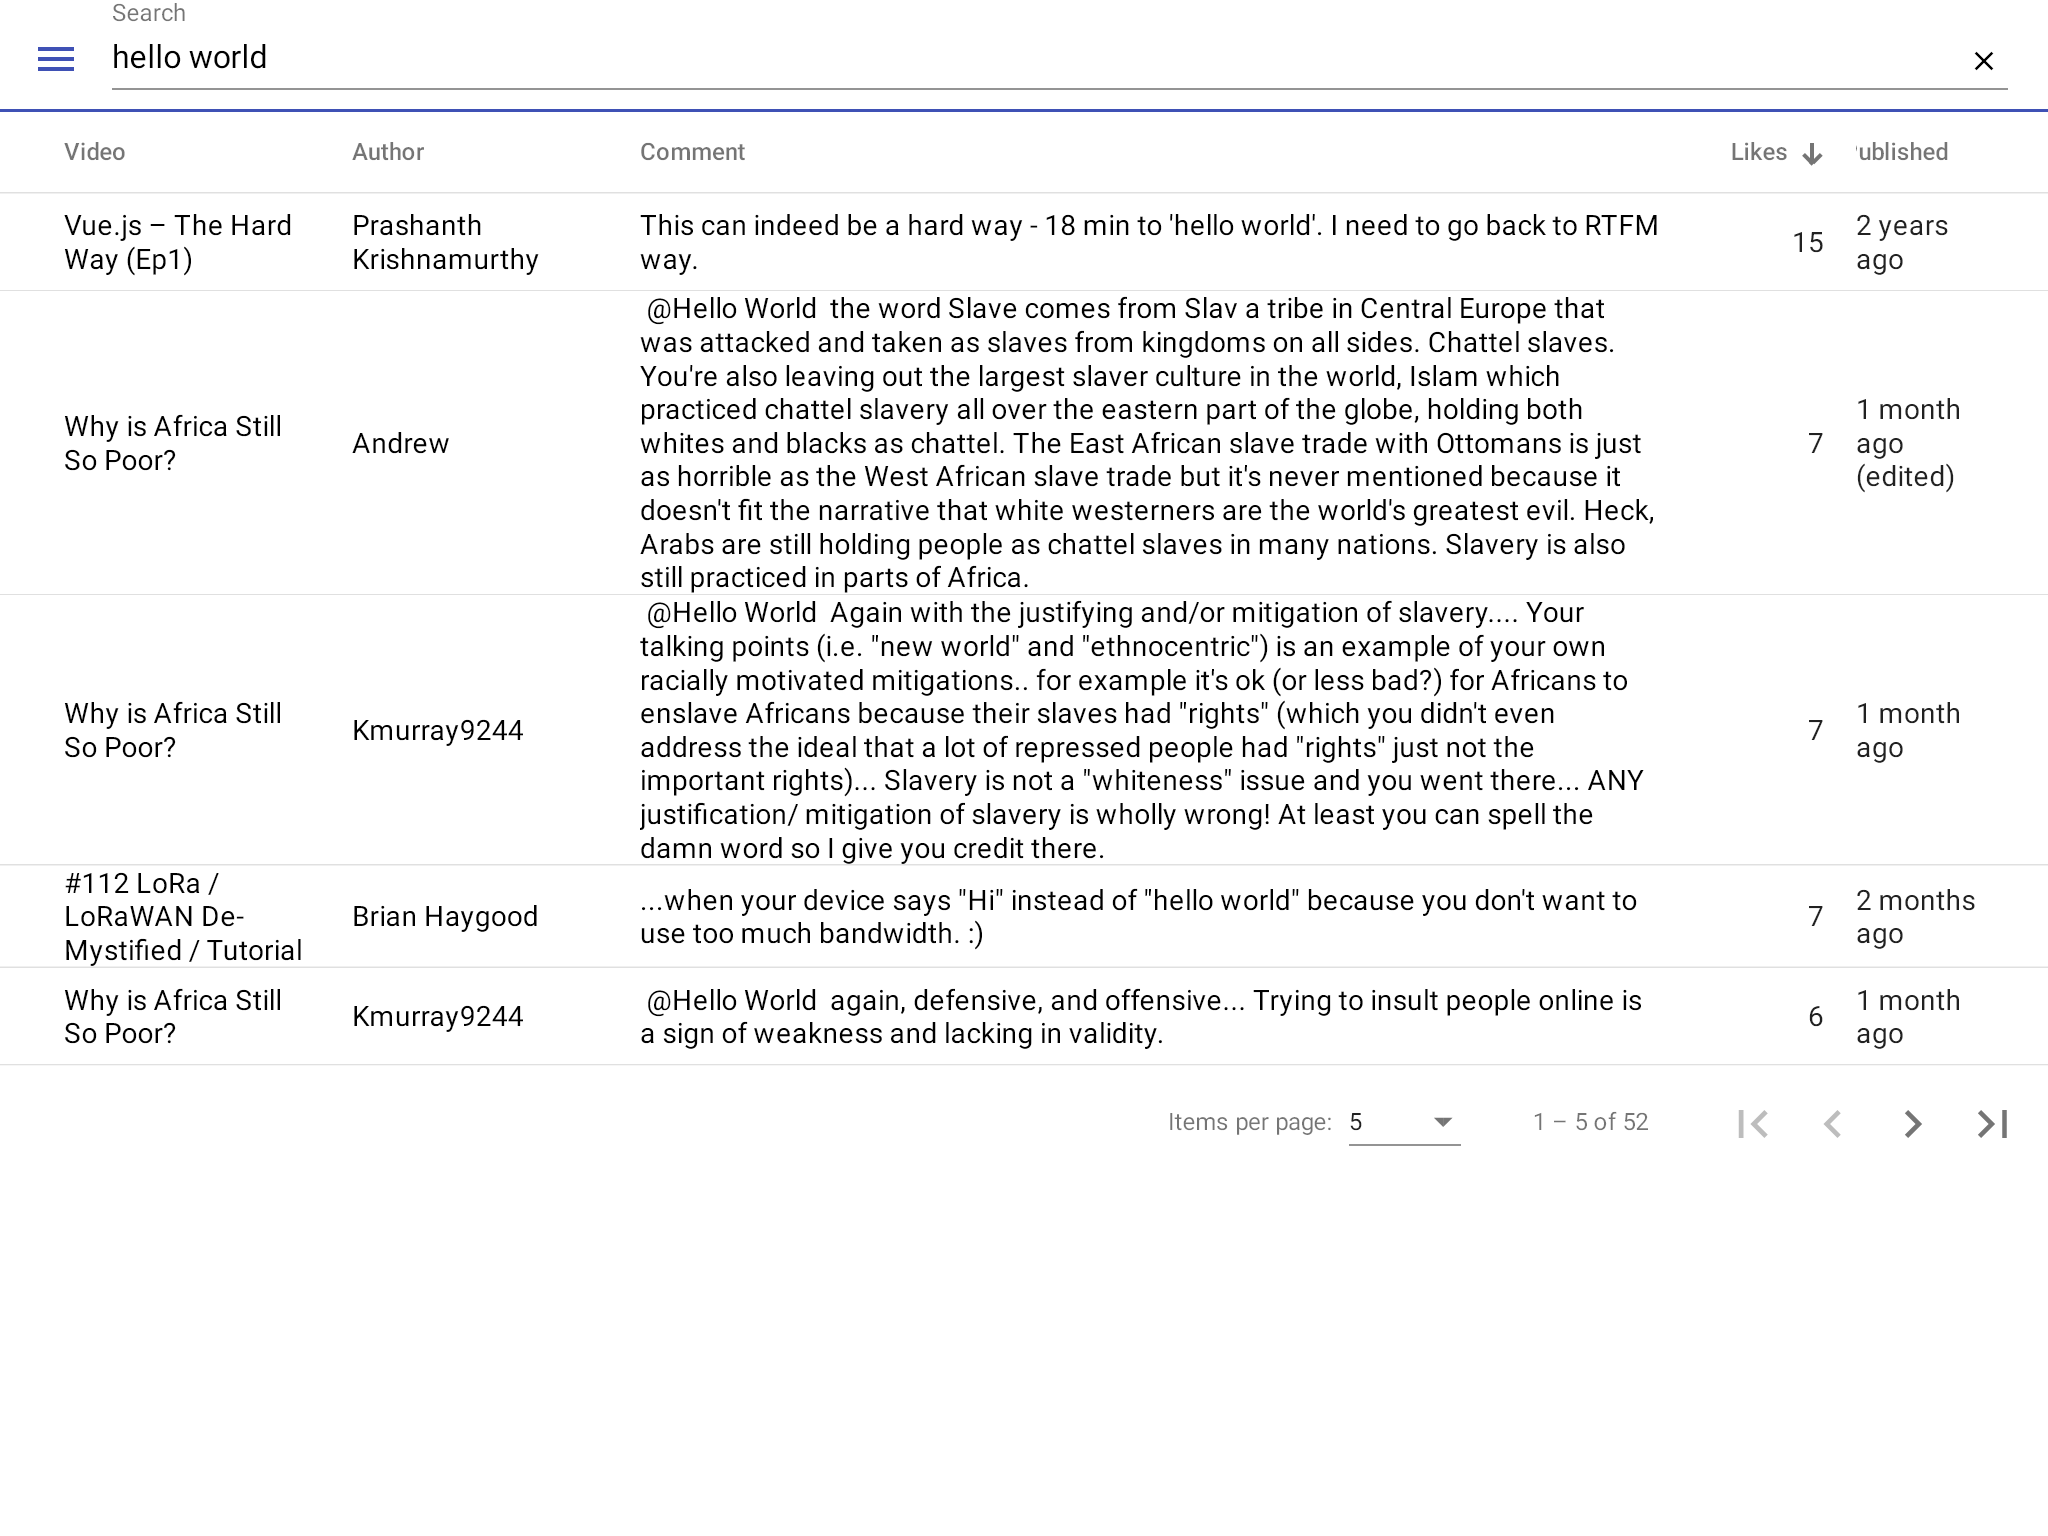 Search
hello world
Video Author Comment Likes ublished
Vue.js – The Hard
Way (Ep1)
Prashanth
Krishnamurthy
This can indeed be a hard way - 18 min to 'hello world'. I need to go back to RTFM
way.
15
2 years
ago
Why is Africa Still
So Poor?
Andrew
@Hello World  the word Slave comes from Slav a tribe in Central Europe that
was attacked and taken as slaves from kingdoms on all sides. Chattel slaves.
You're also leaving out the largest slaver culture in the world, Islam which
practiced chattel slavery all over the eastern part of the globe, holding both
whites and blacks as chattel. The East African slave trade with Ottomans is just
as horrible as the West African slave trade but it's never mentioned because it
doesn't fit the narrative that white westerners are the world's greatest evil. Heck,
Arabs are still holding people as chattel slaves in many nations. Slavery is also
still practiced in parts of Africa.
7
1 month
ago
(edited)
Why is Africa Still
So Poor?
Kmurray9244
@Hello World  Again with the justifying and/or mitigation of slavery.... Your
talking points (i.e. "new world" and "ethnocentric") is an example of your own
racially motivated mitigations.. for example it's ok (or less bad?) for Africans to
enslave Africans because their slaves had "rights" (which you didn't even
address the ideal that a lot of repressed people had "rights" just not the
important rights)... Slavery is not a "whiteness" issue and you went there... ANY
justification/ mitigation of slavery is wholly wrong! At least you can spell the
damn word so I give you credit there.
7
1 month
ago
#112 LoRa /
LoRaWAN De-
Mystified / Tutorial
Brian Haygood
...when your device says "Hi" instead of "hello world" because you don't want to
use too much bandwidth. :)
7
2 months
ago
Why is Africa Still
So Poor?
Kmurray9244
@Hello World  again, defensive, and offensive... Trying to insult people online is
a sign of weakness and lacking in validity.
6
1 month
ago
Items per page: 5 1 – 5 of 52